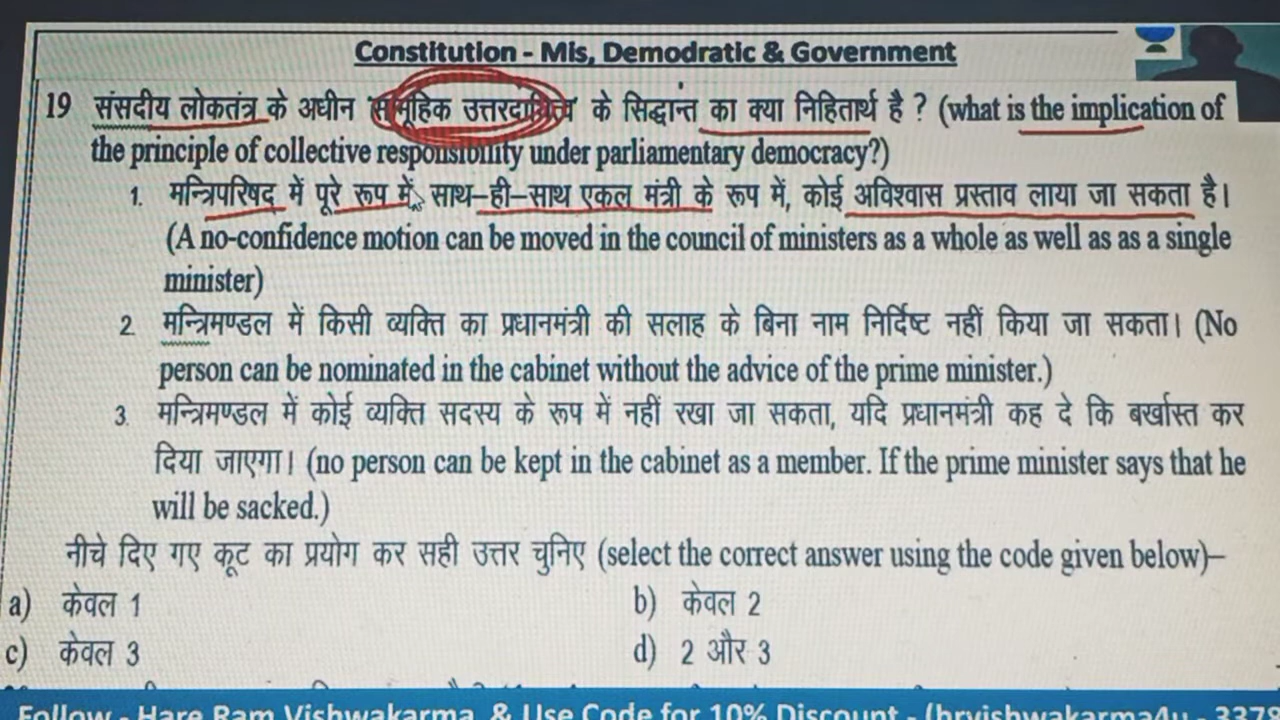 Constitution - Mis, Demodratic & Government
19 संसदीय लोकतंत्र के अधीन 'सामूहिक उत्तरदायित्व' के सिद्धान्त का क्या निहितार्थ है ? (what is the implication of
the principle of collective responsibility under parliamentary democracy?)
1. मन्त्रिपरिषद में पूरे रूप में, साथ–ही–साथ एकल मंत्री के रूप में, कोई अविश्वास प्रस्ताव लाया जा सकता है।
(A no-confidence motion can be moved in the council of ministers as a whole as well as as a single
minister)
2. मन्त्रिमण्डल में किसी व्यक्ति का प्रधानमंत्री की सलाह के बिना नाम निर्दिष्ट नहीं किया जा सकता। (No
person can be nominated in the cabinet without the advice of the prime minister.)
3. मन्त्रिमण्डल में कोई व्यक्ति सदस्य के रूप में नहीं रखा जा सकता, यदि प्रधानमंत्री कह दे कि बर्खास्त कर
दिया जाएगा। (no person can be kept in the cabinet as a member. If the prime minister says that he
will be sacked.)
नीचे दिए गए कूट का प्रयोग कर सही उत्तर चुनिए (select the correct answer using the code given below)–
a) केवल 1 b) केवल 2
c) केवल 3 d) 2 और 3
Follow - Hare Ram Vishwakarma & Use Code for 10% Discount - (hrvishwakarma4u